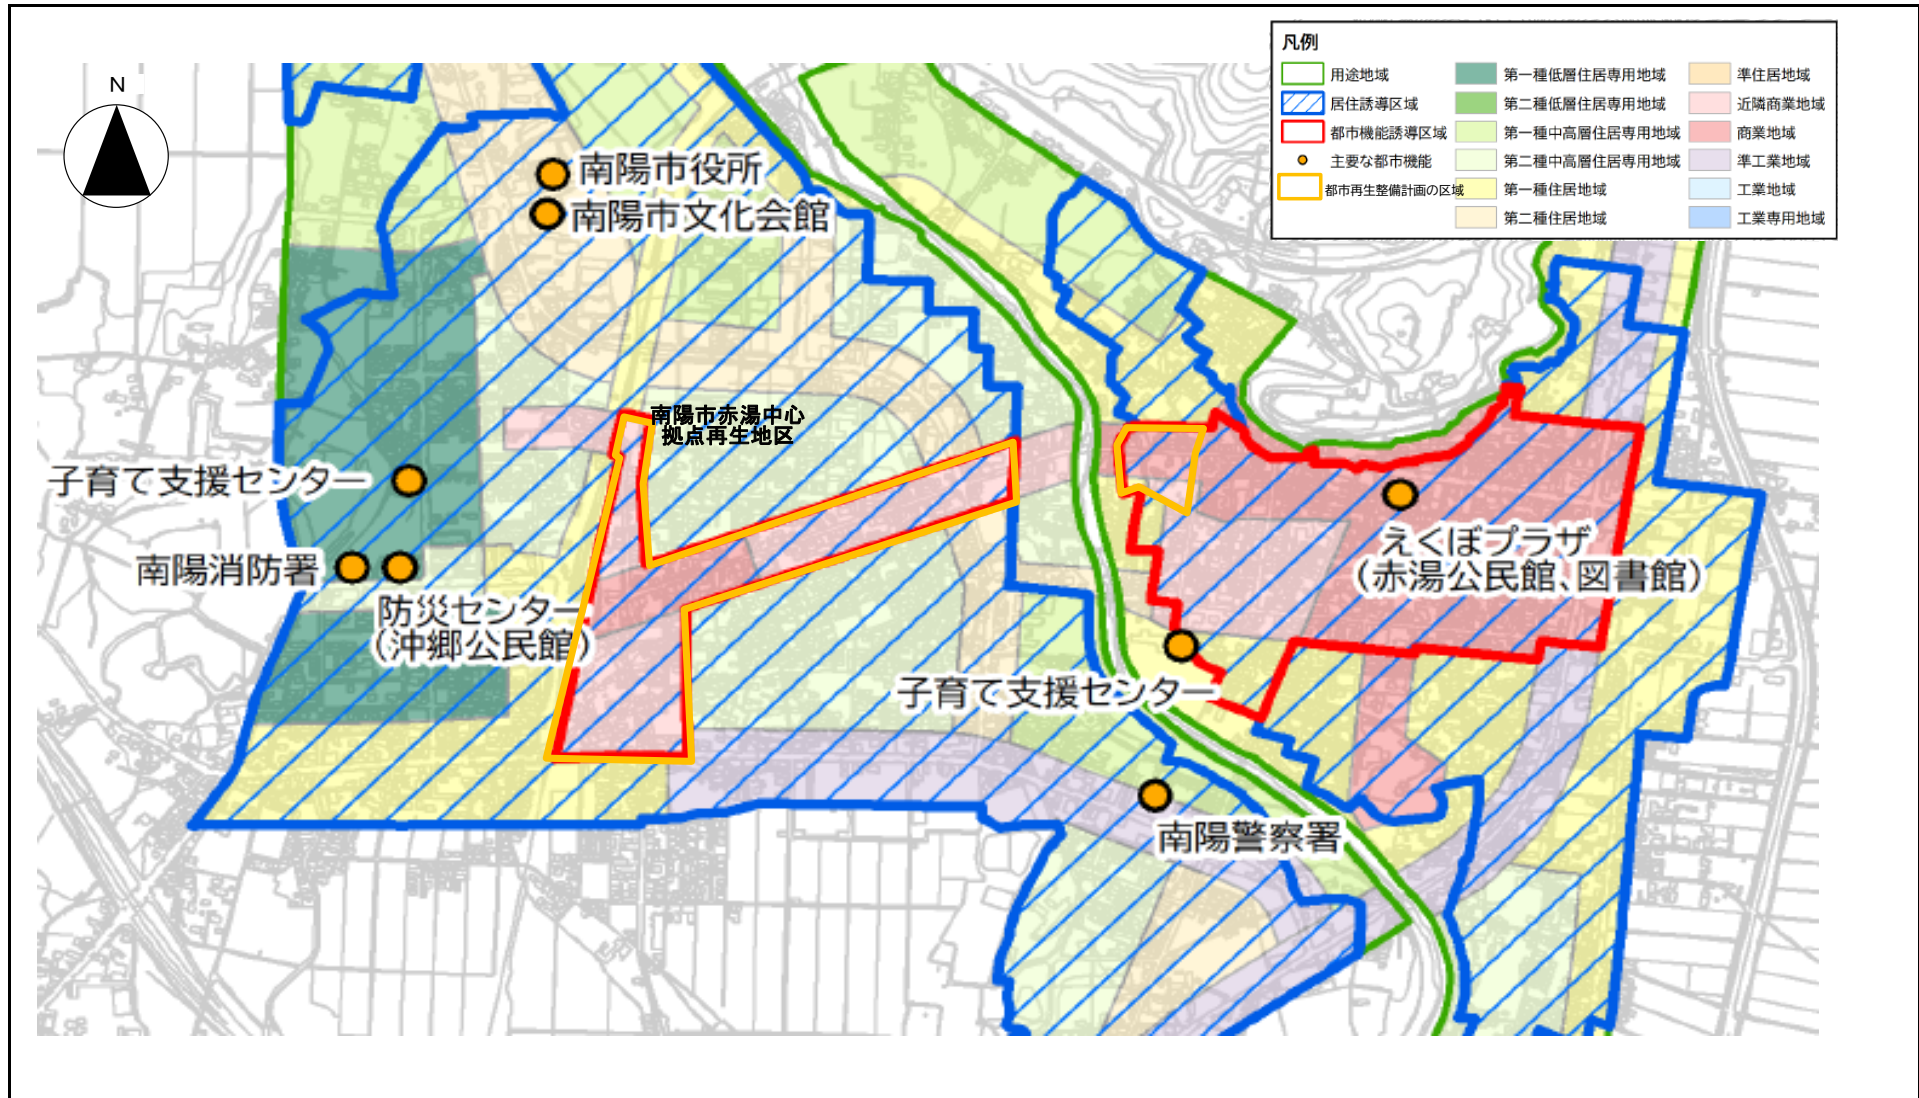 N
凡例
用途地域
居住誘導区域
都市機能誘導区域
主要な都市機能
都市再生整備計画の区域
第一種低層住居専用地域
第二種低層住居専用地域
第一種中高層住居専用地域
第二種中高層住居専用地域
第一種住居地域
第二種住居地域
準住居地域
近隣商業地域
商業地域
準工業地域
工業地域
工業専用地域
南陽市役所
南陽市文化会館
南陽市赤湯中心
拠点再生地区
子育て支援センター
南陽消防署
防災センター
(沖郷公民館)
えくぼプラザ
(赤湯公民館、図書館)
子育て支援センター
南陽警察署